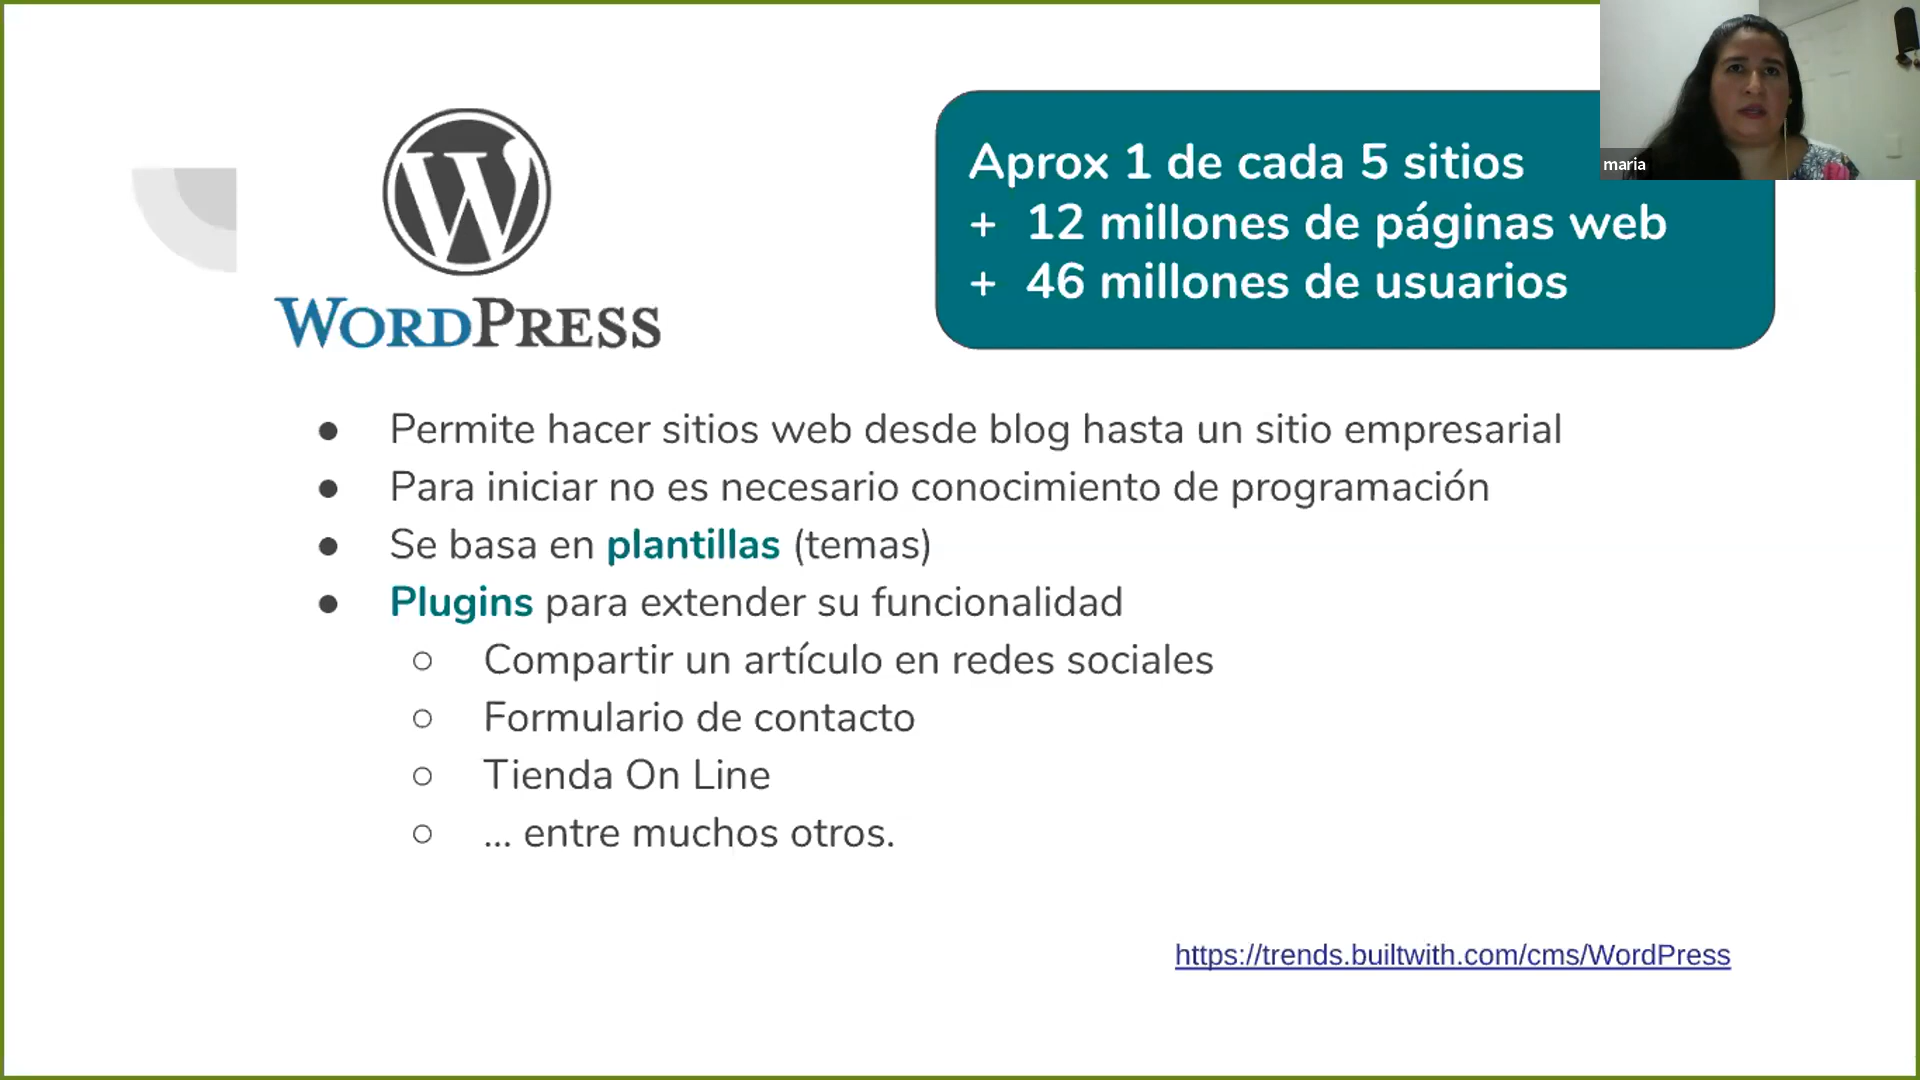 WORDPRESS
Aprox 1 de cada 5 sitios
+ 12 millones de páginas web
+ 46 millones de usuarios
maria
● Permite hacer sitios web desde blog hasta un sitio empresarial
● Para iniciar no es necesario conocimiento de programación
● Se basa en plantillas (temas)
● Plugins para extender su funcionalidad
○ Compartir un artículo en redes sociales
○ Formulario de contacto
○ Tienda On Line
○ ... entre muchos otros.
https://trends.builtwith.com/cms/WordPress